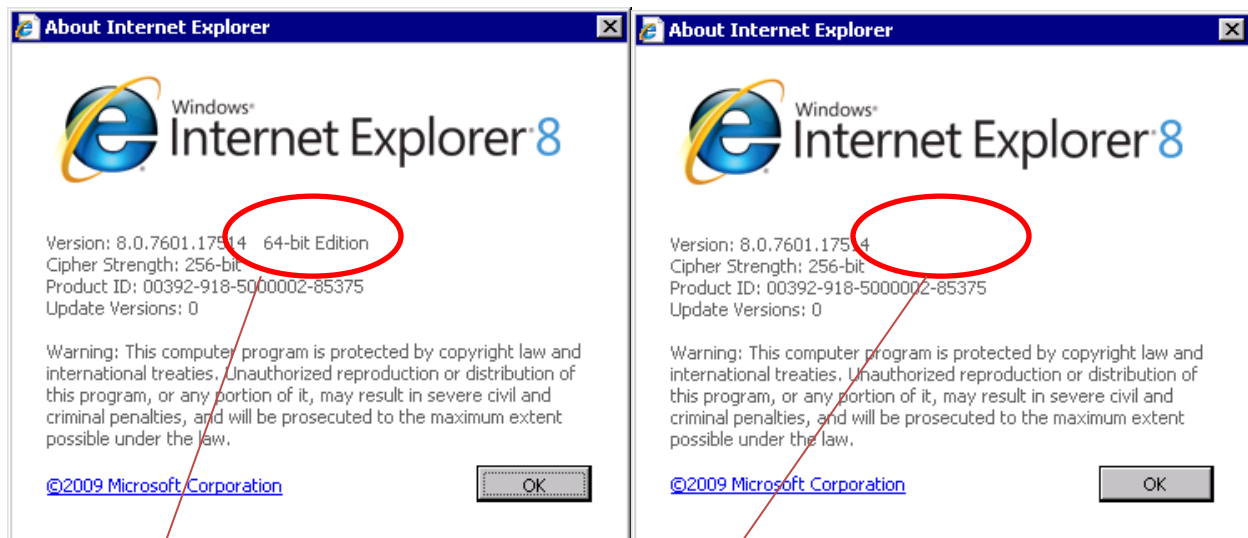 About Internet Explorer
Windows®
Internet Explorer 8
Version: 8.0.7601.17514 64-bit Edition
Cipher Strength: 256-bit
Product ID: 00392-918-5000002-85375
Update Versions: 0
Warning: This computer program is protected by copyright law and
international treaties. Unauthorized reproduction or distribution of
this program, or any portion of it, may result in severe civil and
criminal penalties, and will be prosecuted to the maximum extent
possible under the law.
©2009 Microsoft Corporation
OK
About Internet Explorer
Windows®
Internet Explorer 8
Version: 8.0.7601.17514
Cipher Strength: 256-bit
Product ID: 00392-918-5000002-85375
Update Versions: 0
Warning: This computer program is protected by copyright law and
international treaties. Unauthorized reproduction or distribution of
this program, or any portion of it, may result in severe civil and
criminal penalties, and will be prosecuted to the maximum extent
possible under the law.
©2009 Microsoft Corporation
OK